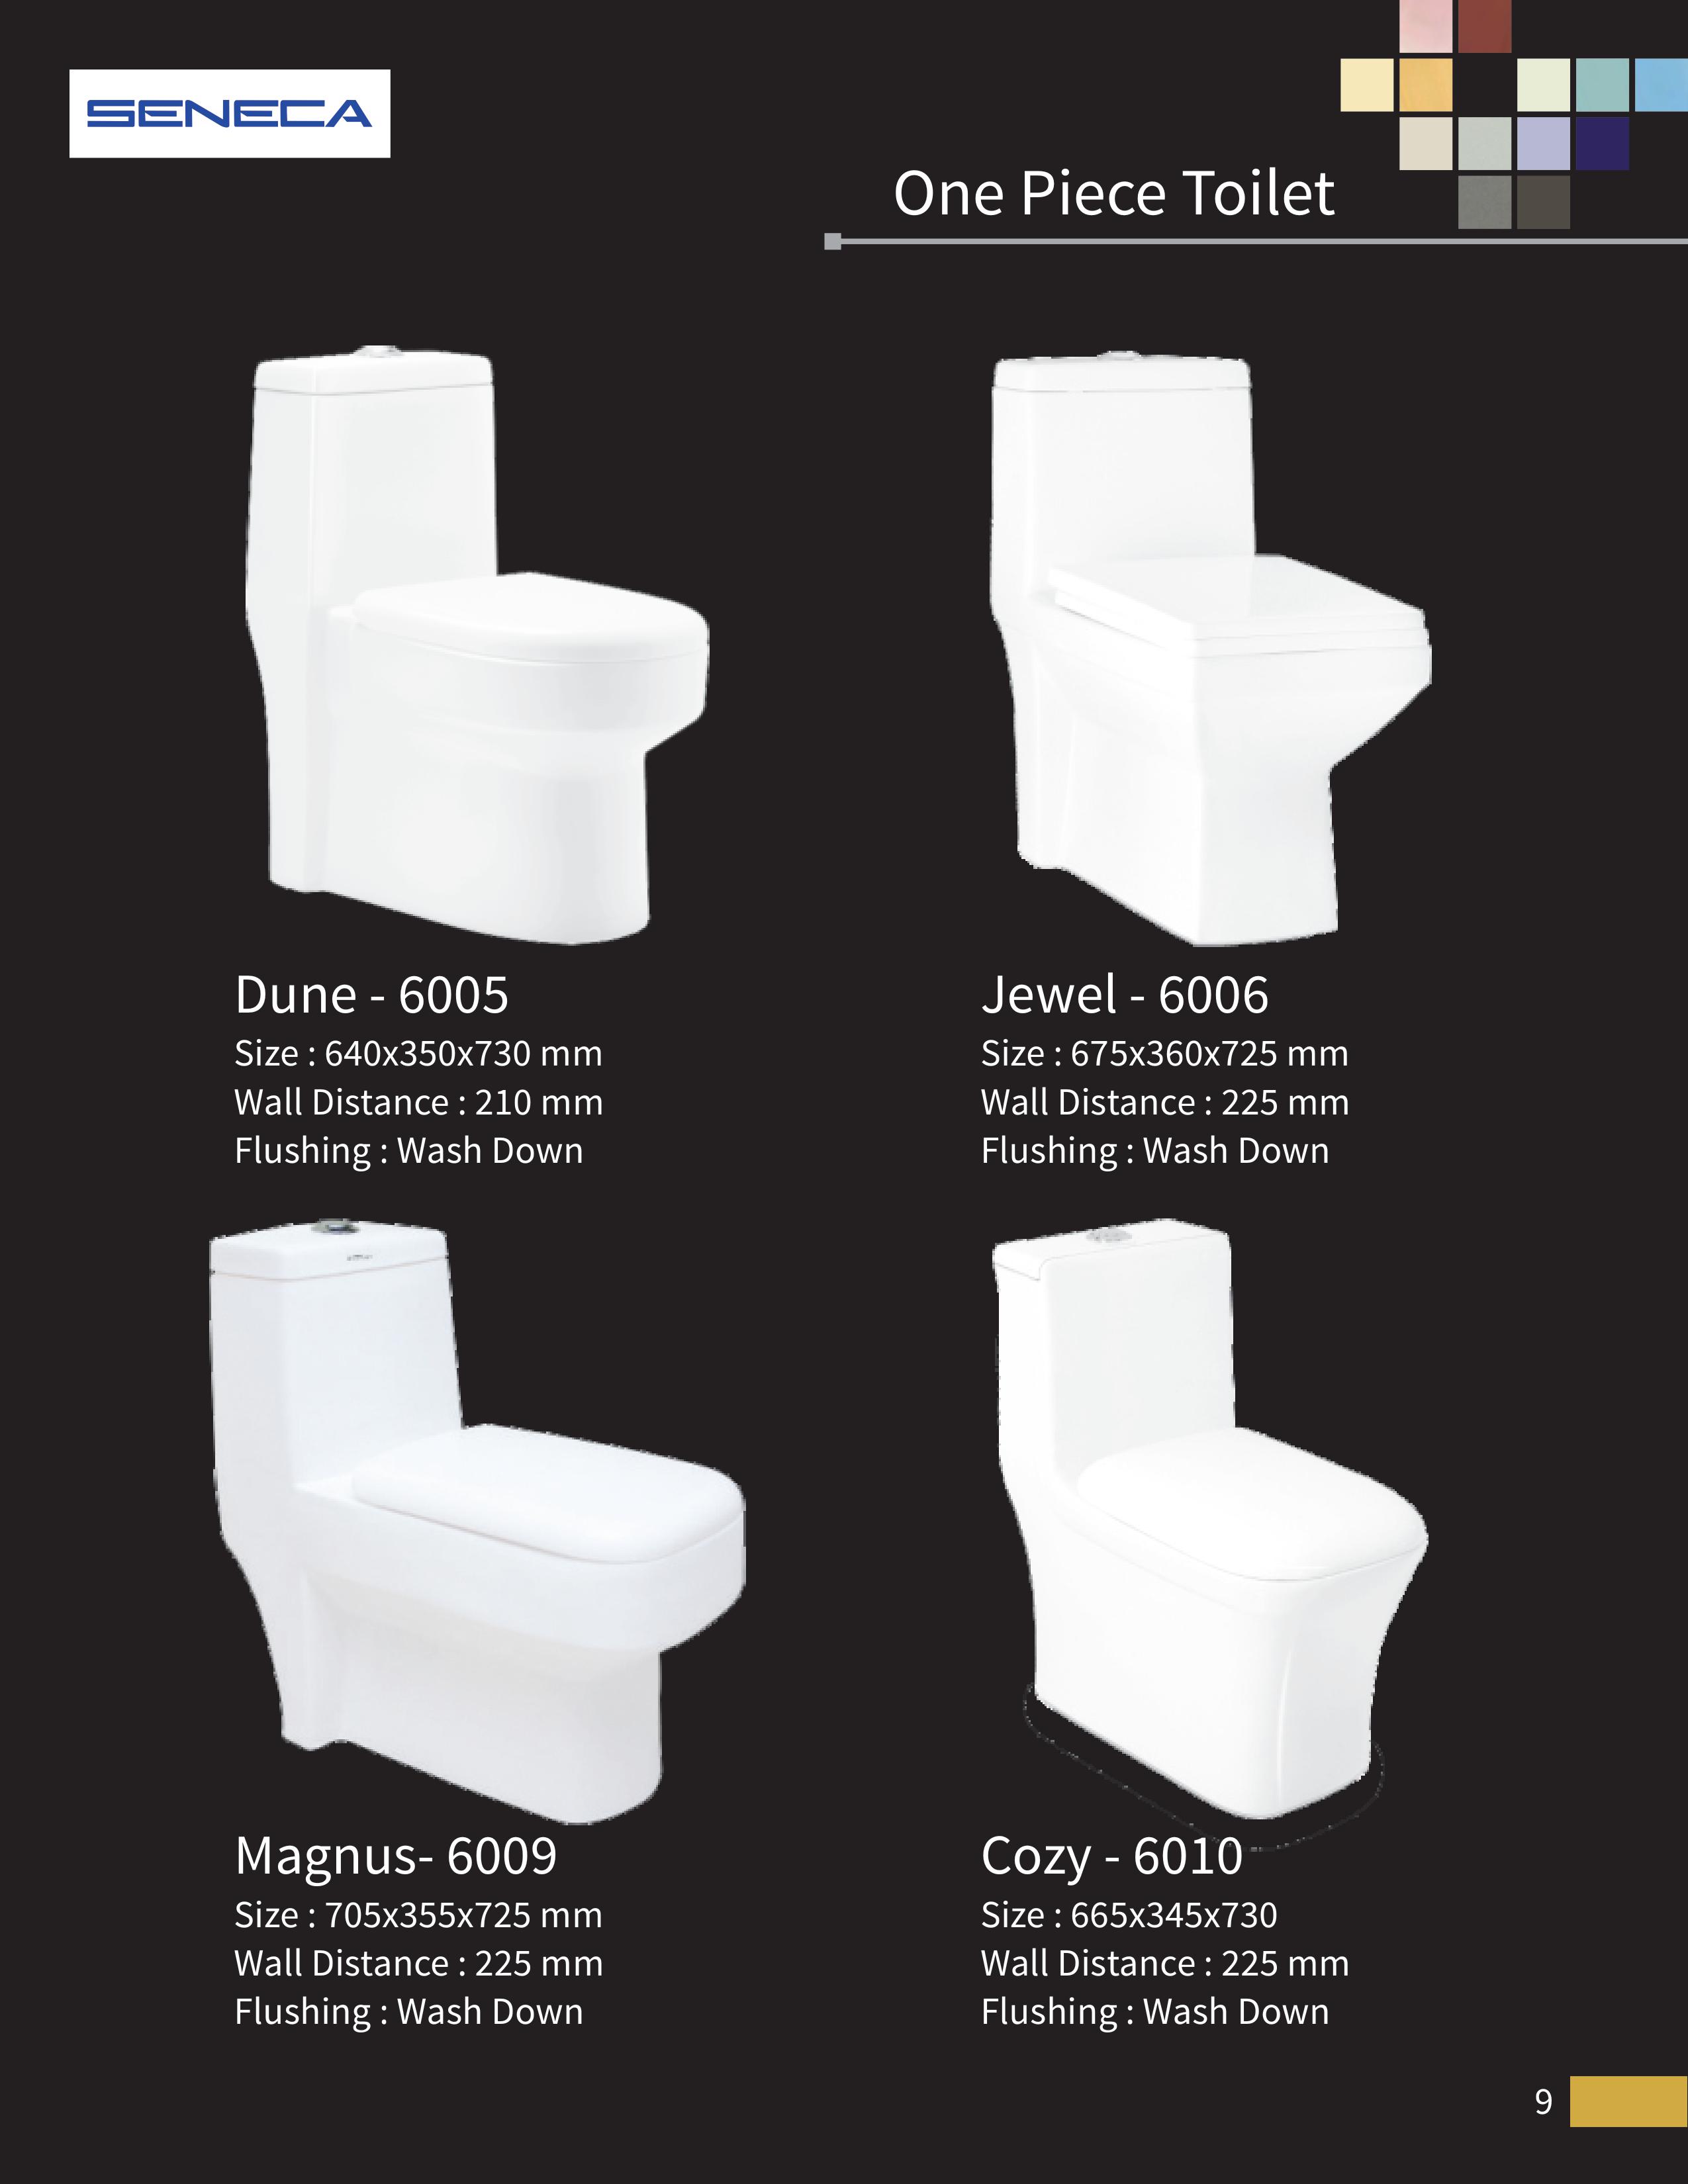 SENECA
One Piece Toilet
Dune - 6005
Size : 640x350x730 mm
Wall Distance : 210 mm
Flushing : Wash Down
Jewel - 6006
Size : 675x360x725 mm
Wall Distance : 225 mm
Flushing : Wash Down
Magnus- 6009
Size : 705x355x725 mm
Wall Distance : 225 mm
Flushing : Wash Down
Cozy - 6010
Size : 665x345x730
Wall Distance : 225 mm
Flushing : Wash Down
9